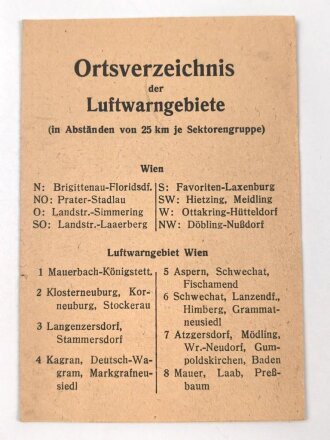 Ortsverzeichnis
der
Luftwarngebiete
(in Abständen von 25 km je Sektorengruppe)
Wien
N: Brigittenau-Floridsdf.
NO: Prater-Stadlau
O: Landstr.-Simmering
SO: Landstr.-Laaerberg
S: Favoriten-Laxenburg
SW: Hietzing, Meidling
W: Ottakring-Hütteldorf
NW: Döbling-Nußdorf
Luftwarngebiet Wien
1 Mauerbach-Königstett.
2 Klosterneuburg, Kor-
neuburg, Stockerau
3 Langenzersdorf,
Stammersdorf
4 Kagran, Deutsch-Wa-
gram, Markgrafneu-
siedl
5 Aspern, Schwechat,
Fischamend
6 Schwechat, Lanzendf.,
Himberg, Grammat-
neusiedl
7 Atzgersdorf, Mödling,
Wr.-Neudorf, Gum-
poldskirchen, Baden
8 Mauer, Laab, Preß-
baum